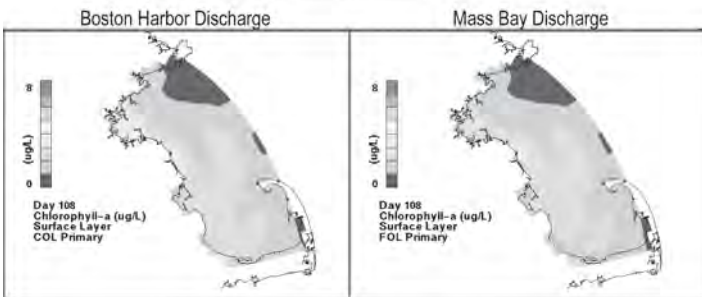 Boston Harbor Discharge
8
(ug/L)
0
Day 108
Chlorophyll-a (ug/L)
Surface Layer
COL Primary
Mass Bay Discharge
8
(ug/L)
0
Day 108
Chlorophyll-a (ug/L)
Surface Layer
FOL Primary